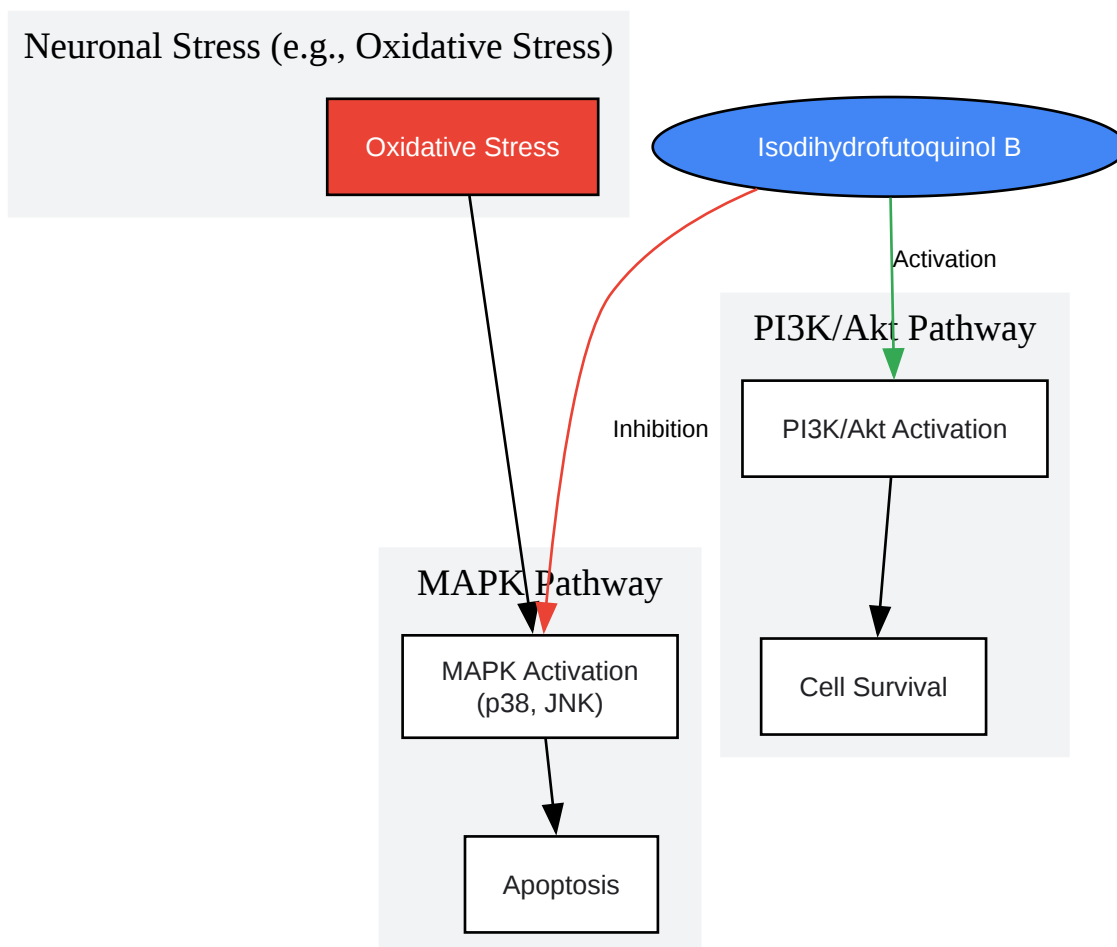 Neuronal Stress (e.g., Oxidative Stress)
Oxidative Stress
Isodihydrofutoquinol B
Activation
PI3K/Akt Pathway
PI3K/Akt Activation
Inhibition
MAPK Pathway
MAPK Activation
(p38, JNK)
Cell Survival
Apoptosis